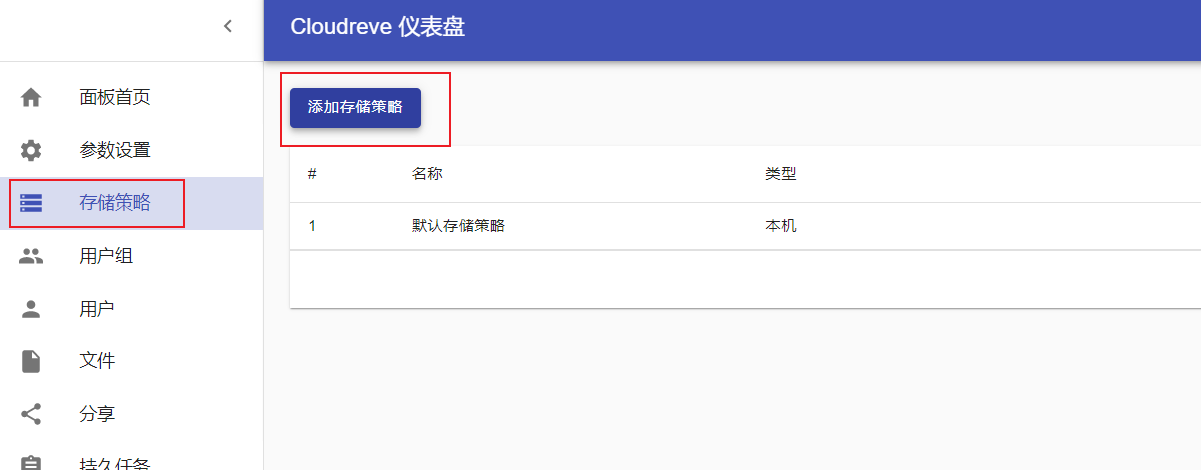 Cloudreve 仪表盘
面板首页
参数设置
存储策略
用户组
用户
文件
分享
持久任务
添加存储策略
# 名称 类型
1 默认存储策略 本机